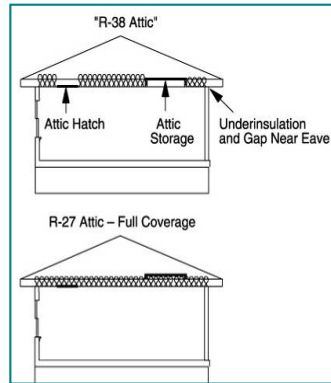 "R-38 Attic"
Attic Hatch
Attic
Storage
Underinsulation
and Gap Near Eave
R-27 Attic – Full Coverage